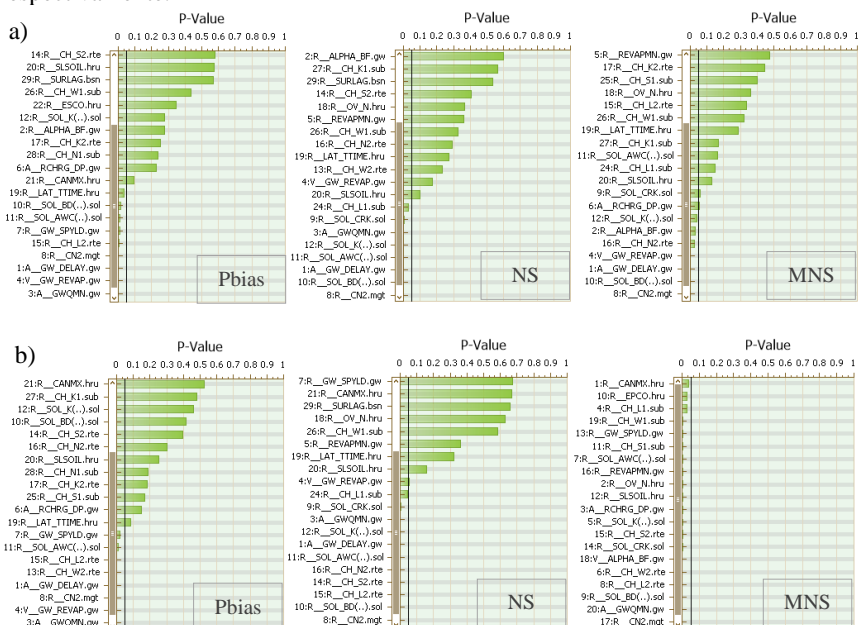 a)
P-Value
0 0.1 0.2 0.3 0.4 0.5 0.6 0.7 0.8 0.9 1
14:R__CH_S2.rte
20:R__SLSOIL.hru
29:R__SURLAG.bsn
26:R__CH_W1.sub
22:R__ESCO.hru
12:R__SOL_K(..).sol
2:R__ALPHA_BF.gw
17:R__CH_K2.rte
28:R__CH_N1.sub
6:A__RCHRG_DP.gw
21:R__CANMX.hru
19:R__LAT_TTIME.hru
10:R__SOL_BD(..).sol
11:R__SOL_AWC(..).sol
7:R__GW_SPYLD.gw
15:R__CH_L2.rte
8:R__CN2.mgt
1:A__GW_DELAY.gw
4:V__GW_REVAP.gw
3:A__GWQMN.gw
Pbias
P-Value
0 0.1 0.2 0.3 0.4 0.5 0.6 0.7 0.8 0.9 1
2:R__ALPHA_BF.gw
27:R__CH_K1.sub
29:R__SURLAG.bsn
14:R__CH_S2.rte
18:R__OV_N.hru
5:R__REVAPMN.gw
26:R__CH_W1.sub
16:R__CH_N2.rte
19:R__LAT_TTIME.hru
13:R__CH_W2.rte
4:V__GW_REVAP.gw
20:R__SLSOIL.hru
24:R__CH_L1.sub
9:R__SOL_CRK.sol
3:A__GWQMN.gw
12:R__SOL_K(..).sol
11:R__SOL_AWC(..).sol
1:A__GW_DELAY.gw
10:R__SOL_BD(..).sol
8:R__CN2.mgt
NS
P-Value
0 0.1 0.2 0.3 0.4 0.5 0.6 0.7 0.8 0.9 1
5:R__REVAPMN.gw
17:R__CH_K2.rte
25:R__CH_S1.sub
18:R__OV_N.hru
15:R__CH_L2.rte
26:R__CH_W1.sub
19:R__LAT_TTIME.hru
27:R__CH_K1.sub
11:R__SOL_AWC(..).sol
24:R__CH_L1.sub
20:R__SLSOIL.hru
9:R__SOL_CRK.sol
6:A__RCHRG_DP.gw
12:R__SOL_K(..).sol
2:R__ALPHA_BF.gw
16:R__CH_N2.rte
4:V__GW_REVAP.gw
1:A__GW_DELAY.gw
10:R__SOL_BD(..).sol
8:R__CN2.mgt
MNS
b)
P-Value
0 0.1 0.2 0.3 0.4 0.5 0.6 0.7 0.8 0.9 1
21:R__CANMX.hru
27:R__CH_K1.sub
12:R__SOL_K(..).sol
10:R__SOL_BD(..).sol
14:R__CH_S2.rte
16:R__CH_N2.rte
20:R__SLSOIL.hru
28:R__CH_N1.sub
17:R__CH_K2.rte
25:R__CH_S1.sub
6:A__RCHRG_DP.gw
19:R__LAT_TTIME.hru
7:R__GW_SPYLD.gw
11:R__SOL_AWC(..).sol
15:R__CH_L2.rte
13:R__CH_W2.rte
1:A__GW_DELAY.gw
8:R__CN2.mgt
4:V__GW_REVAP.gw
3:A__GWQMN.gw
Pbias
P-Value
0 0.1 0.2 0.3 0.4 0.5 0.6 0.7 0.8 0.9 1
7:R__GW_SPYLD.gw
21:R__CANMX.hru
29:R__SURLAG.bsn
18:R__OV_N.hru
26:R__CH_W1.sub
5:R__REVAPMN.gw
19:R__LAT_TTIME.hru
20:R__SLSOIL.hru
4:V__GW_REVAP.gw
24:R__CH_L1.sub
9:R__SOL_CRK.sol
3:A__GWQMN.gw
12:R__SOL_K(..).sol
1:A__GW_DELAY.gw
11:R__SOL_AWC(..).sol
16:R__CH_N2.rte
14:R__CH_S2.rte
15:R__CH_L2.rte
10:R__SOL_BD(..).sol
8:R__CN2.mgt
NS
P-Value
0 0.1 0.2 0.3 0.4 0.5 0.6 0.7 0.8 0.9 1
1:R__CANMX.hru
10:R__EPCO.hru
4:R__CH_L1.sub
19:R__CH_W1.sub
13:R__GW_SPYLD.gw
11:R__CH_S1.sub
7:R__SOL_AWC(..).sol
16:R__REVAPMN.gw
2:R__OV_N.hru
12:R__SLSOIL.hru
3:A__RCHRG_DP.gw
5:R__SOL_K(..).sol
15:R__CH_S2.rte
14:R__SOL_CRK.sol
18:V__ALPHA_BF.gw
6:R__CH_W2.rte
8:R__CH_L2.rte
9:R__SOL_BD(..).sol
20:A__GWQMN.gw
17:R__CN2.mgt
MNS